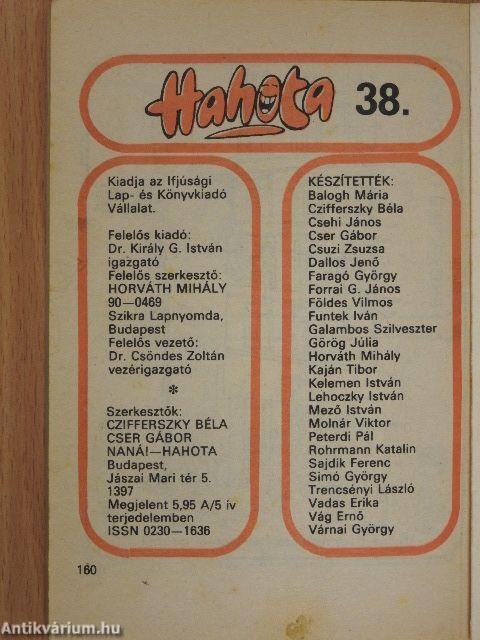 Hahota 38.
Kiadja az Ifjúsági
Lap- és Könyvkiadó
Vállalat.
Felelős kiadó:
Dr. Király G. István
igazgató
Felelős szerkesztő:
HORVÁTH MIHÁLY
90—0469
Szikra Lapnyomda,
Budapest
Felelős vezető:
Dr. Csöndes Zoltán
vezérigazgató
*
Szerkesztők:
CZIFFERSZKY BÉLA
CSER GÁBOR
NANÁ!—HAHOTA
Budapest,
Jászai Mari tér 5.
1397
Megjelent 5,95 A/5 ív
terjedelemben
ISSN 0230—1636
KÉSZÍTETTÉK:
Balogh Mária
Czifferszky Béla
Csehi János
Cser Gábor
Csuzi Zsuzsa
Dallos Jenő
Faragó György
Forrai G. János
Földes Vilmos
Funtek Iván
Galambos Szilveszter
Görög Júlia
Horváth Mihály
Kaján Tibor
Kelemen István
Lehoczky István
Mező István
Molnár Viktor
Peterdi Pál
Rohrmann Katalin
Sajdik Ferenc
Simó György
Trencsényi László
Vadas Erika
Vág Ernő
Várnai György
160
Antikvárium.hu